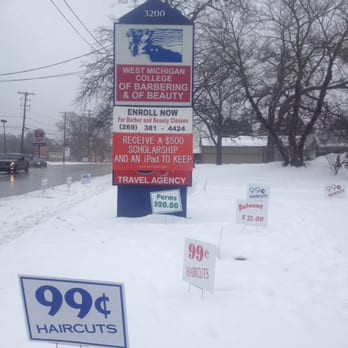 3200
WEST MICHIGAN
COLLEGE
OF BARBERING
& OF BEAUTY
ENROLL NOW
For Barber and Beauty Classes
(269) 381 - 4424
RECEIVE A $500
SCHOLARSHIP
AND AN iPad TO KEEP
TRAVEL AGENCY
Perms
$20.00
99¢
Relaxer
$ 25.00
99¢
HAIRCUTS
99¢
HAIRCUTS
99¢
HAIRCUTS